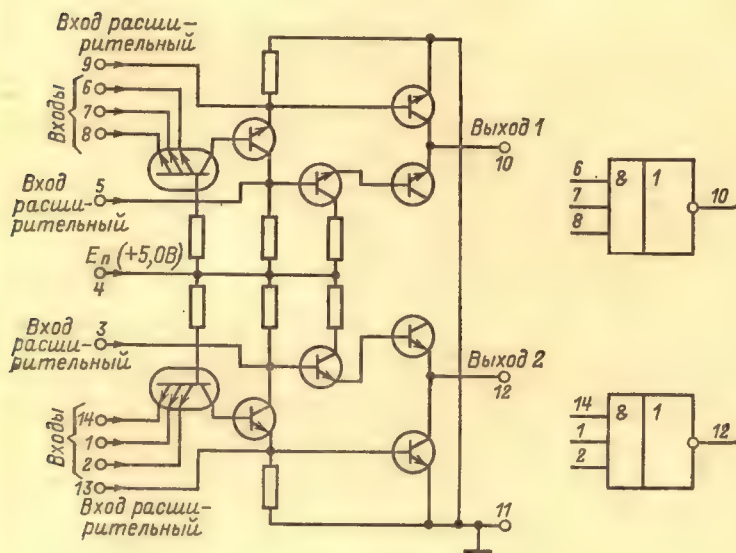 Вход расши-
рительный
9
6
7
8
Входы
Выход 1
10
5
Вход
расши-
рительный
Eп (+5,0В)
4
3
Вход
расши-
рительный
Выход 2
12
14
1
2
Входы
13
Вход расши-
рительный
11
6
7
8
& 1
10
14
1
2
& 1
12